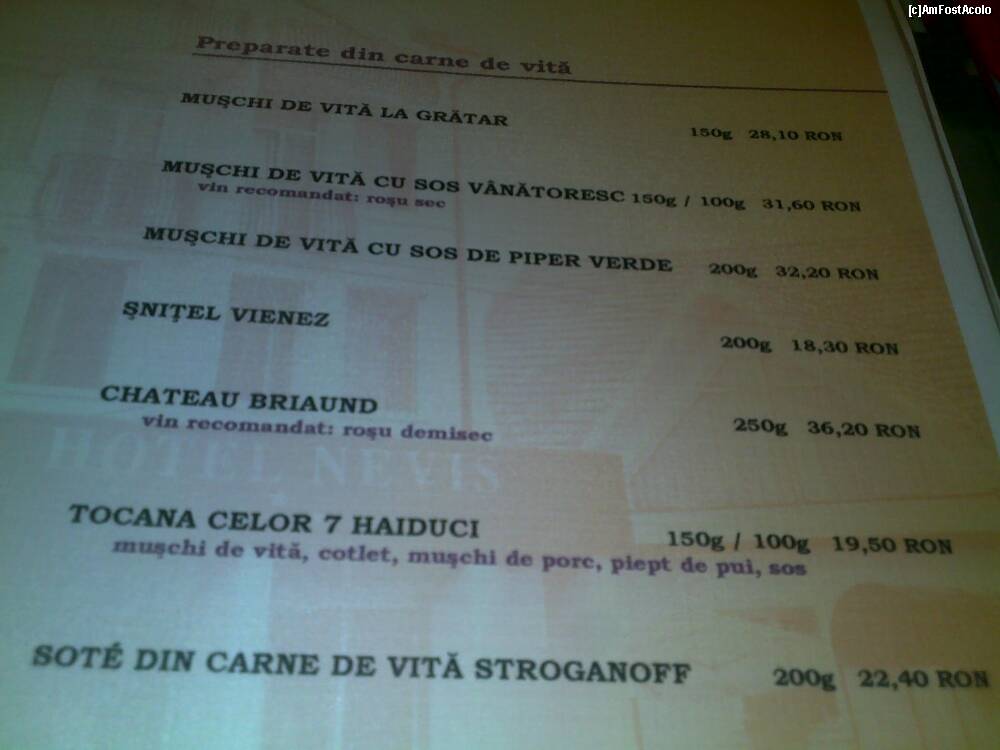 [c]AmFostAcolo
Preparate din carne de vită
MUŞCHI DE VITĂ LA GRĂTAR 150g 28,10 RON
MUŞCHI DE VITĂ CU SOS VÂNĂTORESC 150g / 100g 31,60 RON
vin recomandat: roşu sec
MUŞCHI DE VITĂ CU SOS DE PIPER VERDE 200g 32,20 RON
ŞNIŢEL VIENEZ 200g 18,30 RON
CHATEAU BRIAUND 250g 36,20 RON
vin recomandat: roşu demisec
HOTEL NEVIS
TOCANA CELOR 7 HAIDUCI 150g / 100g 19,50 RON
muşchi de vită, cotlet, muşchi de porc, piept de pui, sos
SOTÉ DIN CARNE DE VITĂ STROGANOFF 200g 22,40 RON